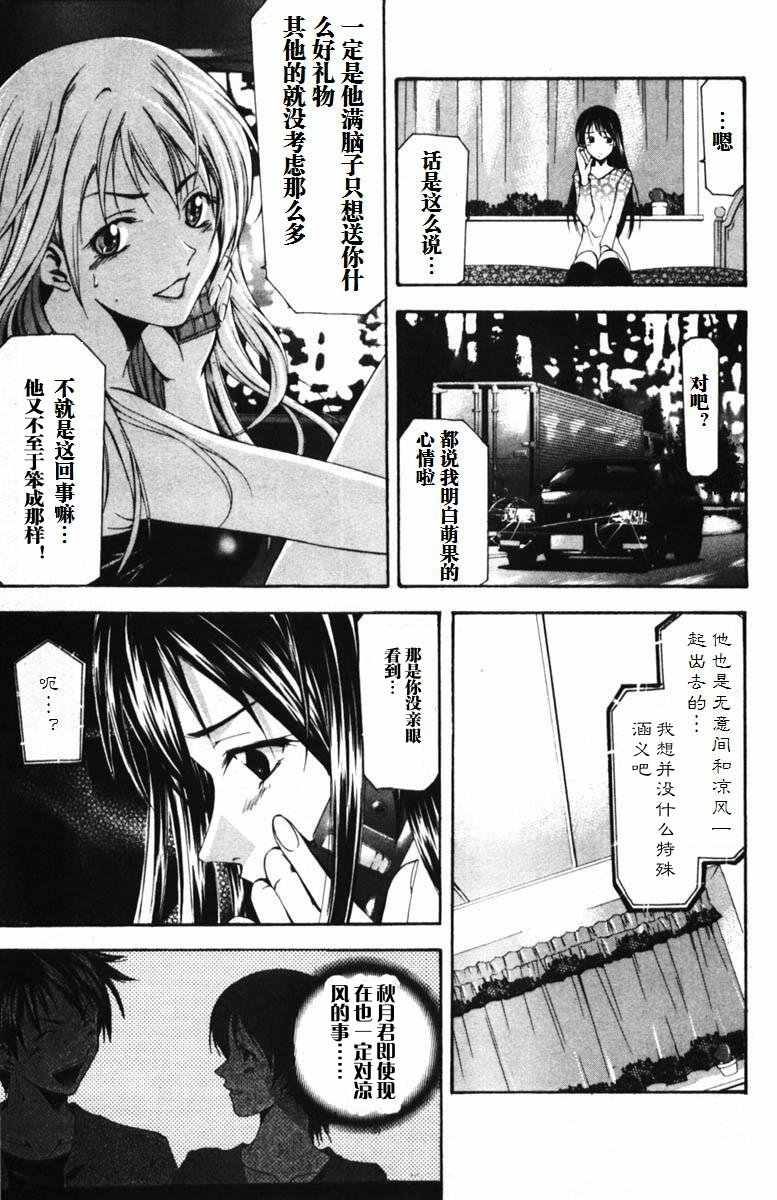 …嗯
话是这么说…
对吧？
都说我明白萌果的
心情啦
一定是他满脑子只想送你什
么好礼物
其他的就没考虑那么多
不就是这回事嘛…
他又不至于笨成那样！
他也是无意间和凉风一
起出去的…
我想并没什么特殊
涵义吧
那是你没亲眼
看到…
呃…？
秋月君即使现
在也一定对凉
风的事……